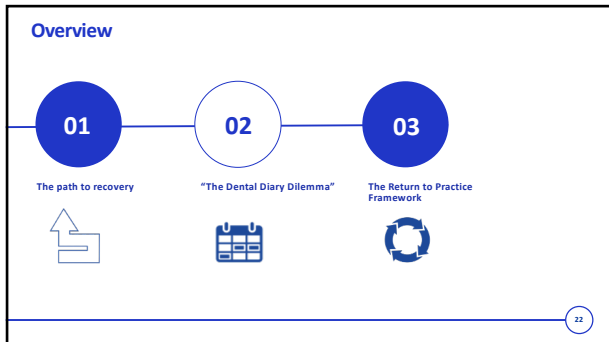 Overview
01
02
03
The path to recovery
“The Dental Diary Dilemma”
The Return to Practice
Framework
22